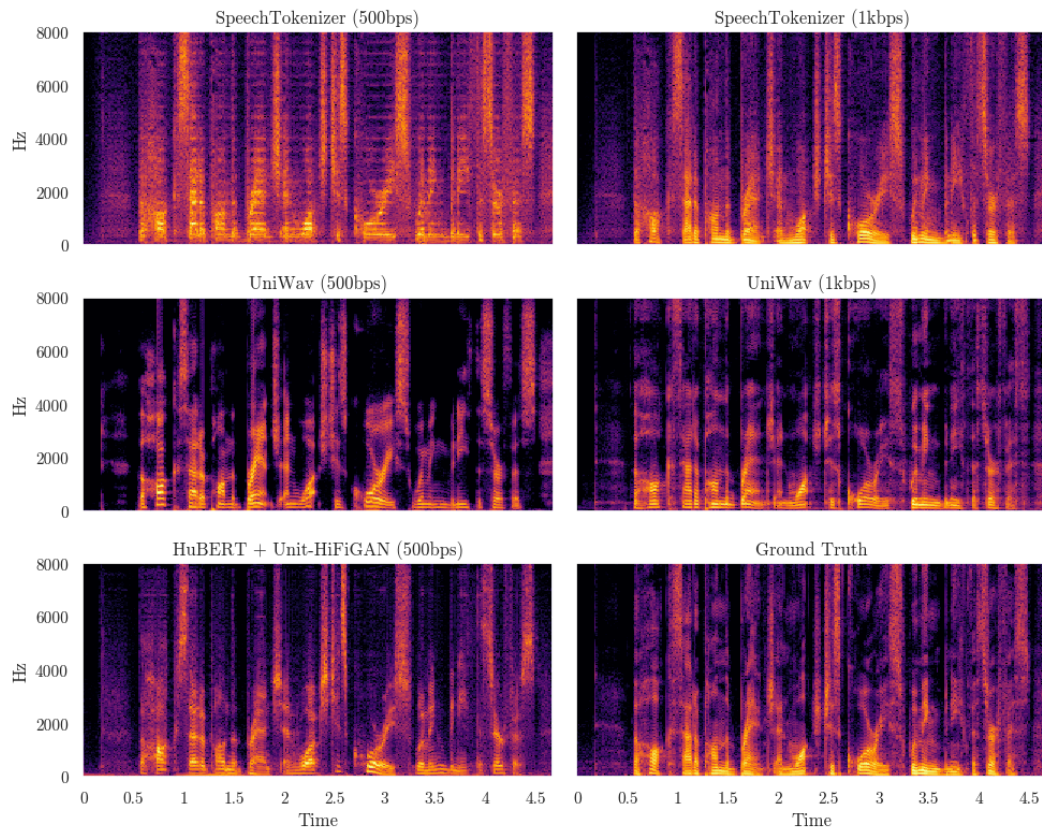 SpeechTokenizer (500bps)
SpeechTokenizer (1kbps)
8000
6000
Hz
4000
2000
0
UniWav (500bps)
UniWav (1kbps)
8000
6000
Hz
4000
2000
0
HuBERT + Unit-HiFiGAN (500bps)
Ground Truth
8000
6000
Hz
4000
2000
0
0 0.5 1 1.5 2 2.5 3 3.5 4 4.5
0 0.5 1 1.5 2 2.5 3 3.5 4 4.5
Time
Time